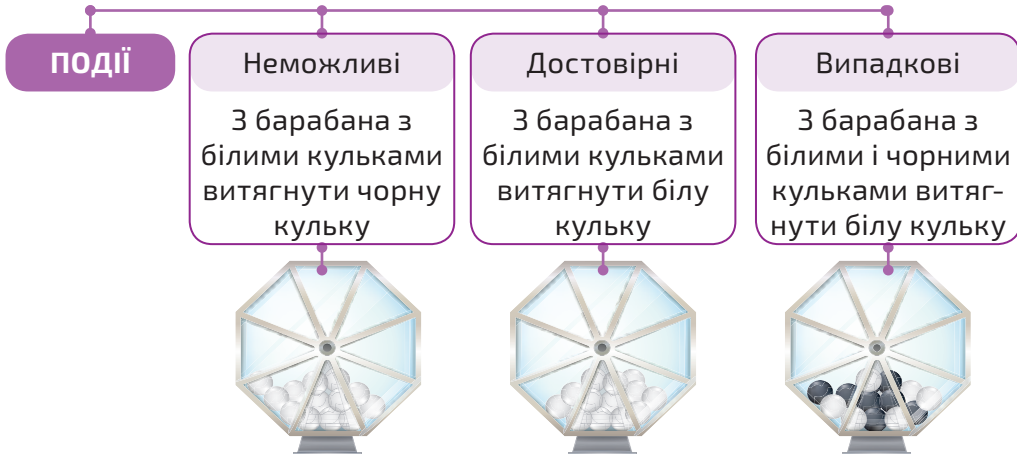 ПОДІЇ
Неможливі
З барабана з
білими кульками
витягнути чорну
кульку
Достовірні
З барабана з
білими кульками
витягнути білу
кульку
Випадкові
З барабана з
білими і чорними
кульками витяг-
нути білу кульку